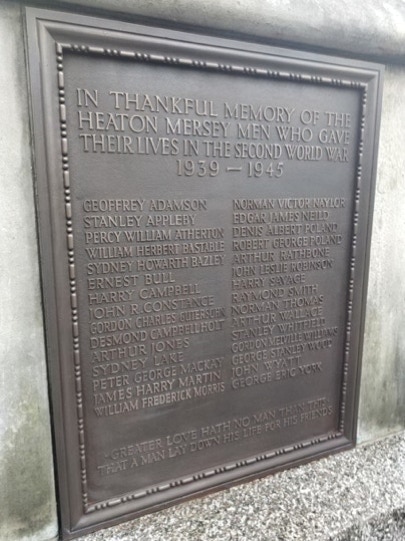 IN THANKFUL MEMORY OF THE
HEATON MERSEY MEN WHO GAVE
THEIR LIVES IN THE SECOND WORLD WAR
1939 — 1945
GEOFFREY ADAMSON
STANLEY APPLEBY
PERCY WILLIAM ATHERTON
WILLIAM HERBERT BASTABLE
SYDNEY HOWARTH BAZLEY
ERNEST BULL
HARRY CAMPBELL
JOHN R CONSTANCE
GORDON CHARLES
DESMOND CAMPBELL HOLT
ARTHUR JONES
SYDNEY LAKE
PETER GEORGE MACKAY
JAMES HARRY MARTIN
WILLIAM FREDERICK MORRIS
NORMAN VICTOR NAYLOR
EDGAR JAMES NEILD
DENIS ALBERT POLAND
ROBERT GEORGE POLAND
ARTHUR RATHBONE
JOHN LESLIE ROBINSON
HARRY SAVAGE
RAYMOND SMITH
NORMAN THOMAS
ARTHUR WALLACE
STANLEY WHITFIELD
GORDON MELVILLE WILLIAMS
GEORGE STANLEY WOOD
JOHN WYATT
GEORGE ERIC YORK
"GREATER LOVE HATH NO MAN THAN THIS
THAT A MAN LAY DOWN HIS LIFE FOR HIS FRIENDS"